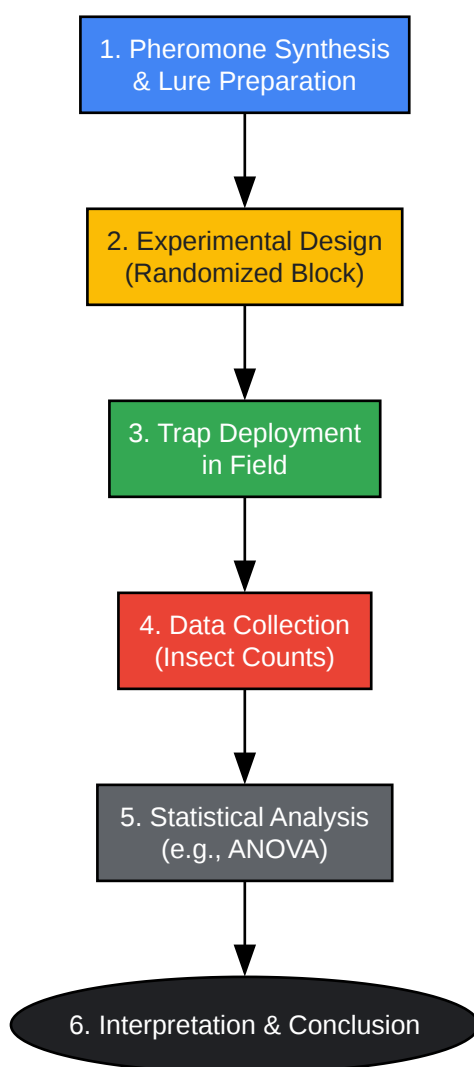 1. Pheromone Synthesis
& Lure Preparation
2. Experimental Design
(Randomized Block)
3. Trap Deployment
in Field
4. Data Collection
(Insect Counts)
5. Statistical Analysis
(e.g., ANOVA)
6. Interpretation & Conclusion